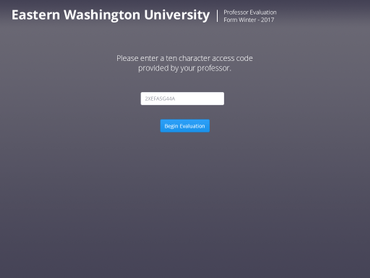 Eastern Washington University
Professor Evaluation
Form Winter - 2017
Please enter a ten character access code
provided by your professor.
Begin Evaluation